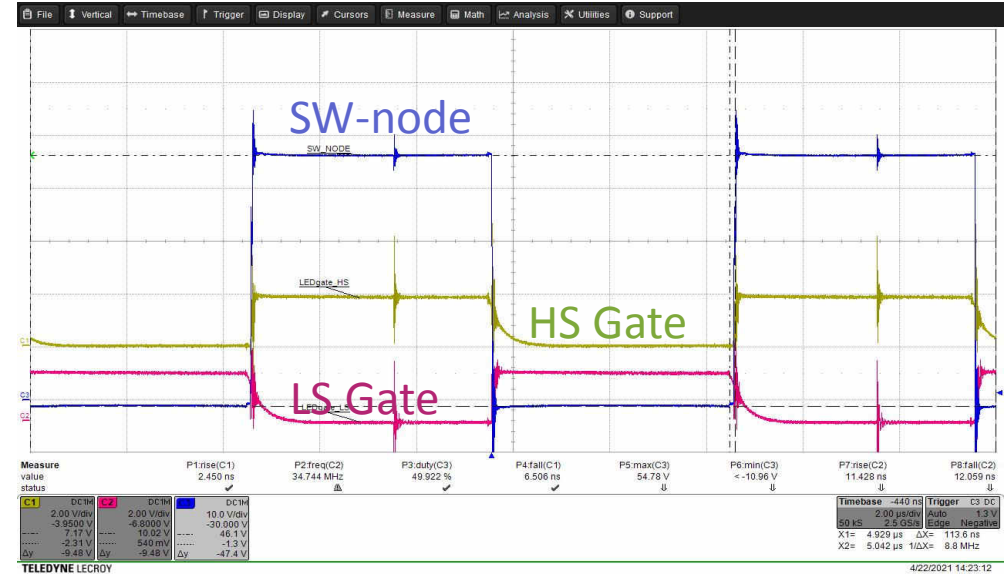 File Vertical Timebase Trigger Display Cursors Measure Math Analysis Utilities Support
SW-node
SW_NODE
LEDgate_HS
HS Gate
LS Gate
LEDgate_LS
C1
C3
C2
Measure P1:rise(C1) P2:freq(C2) P3:duty(C3) P4:fall(C1) P5:max(C3) P6:min(C3) P7:rise(C2) P8:fall(C2)
value 2.450 ns 34.744 MHz 49.922 % 6.506 ns 54.78 V < -10.96 V 11.428 ns 12.059 ns
status
C1 DC1M C2 DC1M DC1M
2.00 V/div 2.00 V/div 10.0 V/div
-3.9500 V -6.8000 V -30.000 V
7.17 V 10.02 V 46.1 V
-2.31 V 540 mV -1.3 V
Δy -9.48 V Δy -9.48 V Δy -47.4 V
Timebase -440 ns Trigger C3 DC
2.00 µs/div Auto 1.3 V
50 kS 2.5 GS/s Edge Negative
X1= 4.929 µs ΔX= 113.6 ns
X2= 5.042 µs 1/ΔX= 8.8 MHz
TELEDYNE LECROY
4/22/2021 14:23:12